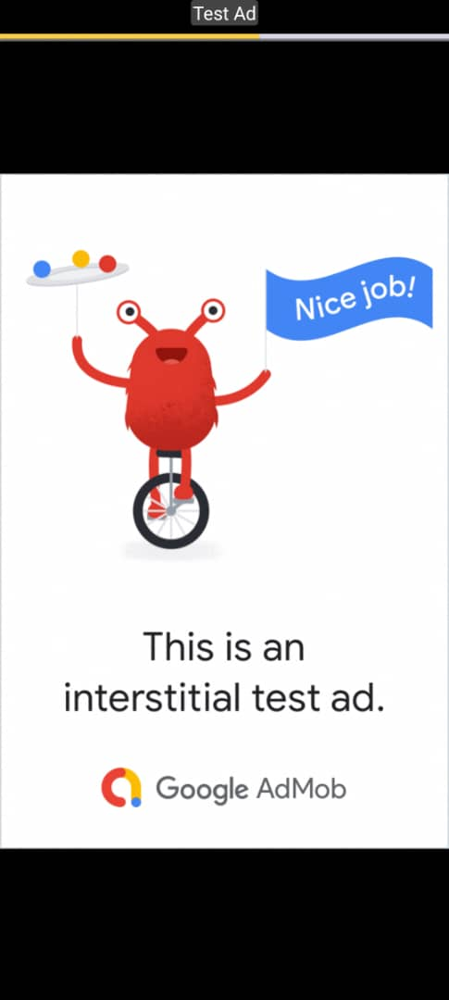 Test Ad
Nice job!
This is an
interstitial test ad.
Google AdMob